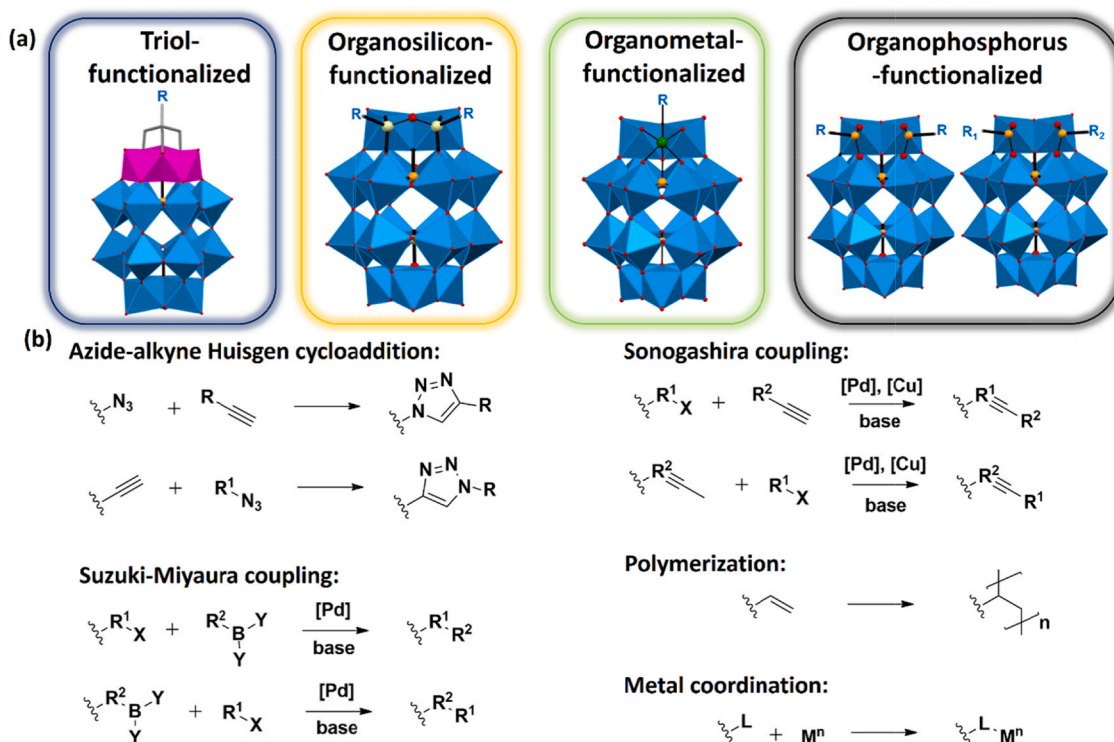 (a)
Triol-
functionalized
R
Organosilicon-
functionalized
R R
Organometal-
functionalized
R
Organophosphorus
-functionalized
R R R₁ R₂
(b)
Azide-alkyne Huisgen cycloaddition:
N₃ + R N=N N R
+ R¹ N₃ N=N N R
Suzuki-Miyaura coupling:
R¹ X + R² B Y Y [Pd] base R¹ R²
R² B Y Y + R¹ X [Pd] base R² R¹
Sonogashira coupling:
R¹ X + R² [Pd], [Cu] base R¹ R²
R² + R¹ X [Pd], [Cu] base R² R¹
Polymerization:
n
Metal coordination:
L + Mⁿ L Mⁿ